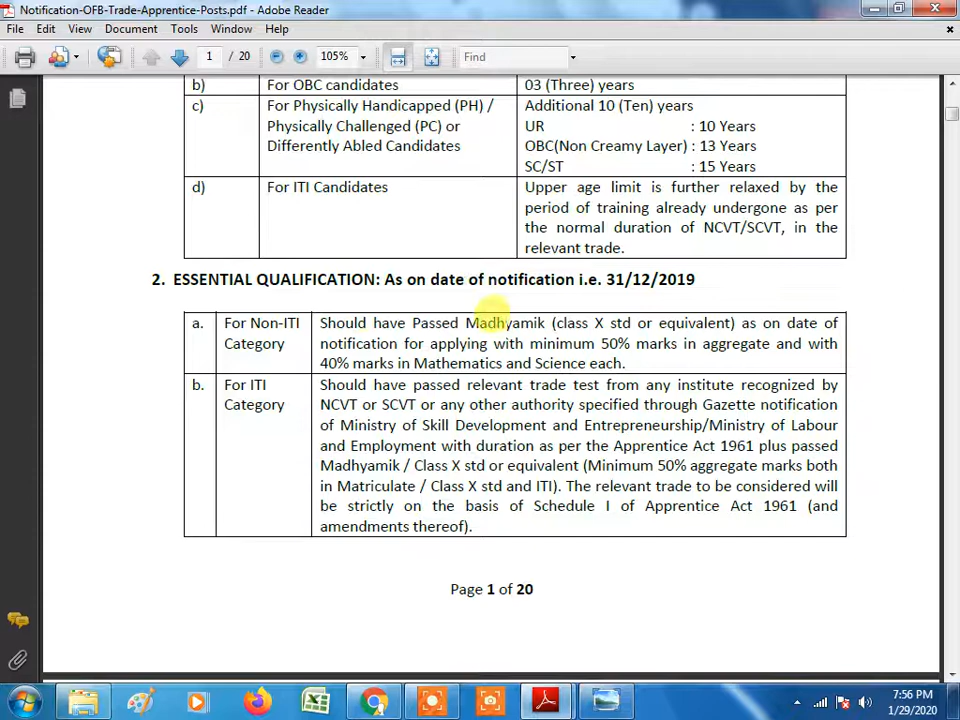 Notification-OFB-Trade-Apprentice-Posts.pdf - Adobe Reader
File Edit View Document Tools Window Help
1 / 20 105% Find
b) For OBC candidates 03 (Three) years
c) For Physically Handicapped (PH) / Additional 10 (Ten) years
Physically Challenged (PC) or UR : 10 Years
Differently Abled Candidates OBC(Non Creamy Layer) : 13 Years
SC/ST : 15 Years
d) For ITI Candidates Upper age limit is further relaxed by the
period of training already undergone as per
the normal duration of NCVT/SCVT, in the
relevant trade.
2. ESSENTIAL QUALIFICATION: As on date of notification i.e. 31/12/2019
a. For Non-ITI Should have Passed Madhyamik (class X std or equivalent) as on date of
Category notification for applying with minimum 50% marks in aggregate and with
40% marks in Mathematics and Science each.
b. For ITI Should have passed relevant trade test from any institute recognized by
Category NCVT or SCVT or any other authority specified through Gazette notification
of Ministry of Skill Development and Entrepreneurship/Ministry of Labour
and Employment with duration as per the Apprentice Act 1961 plus passed
Madhyamik / Class X std or equivalent (Minimum 50% aggregate marks both
in Matriculate / Class X std and ITI). The relevant trade to be considered will
be strictly on the basis of Schedule I of Apprentice Act 1961 (and
amendments thereof).
Page 1 of 20
7:56 PM
1/29/2020